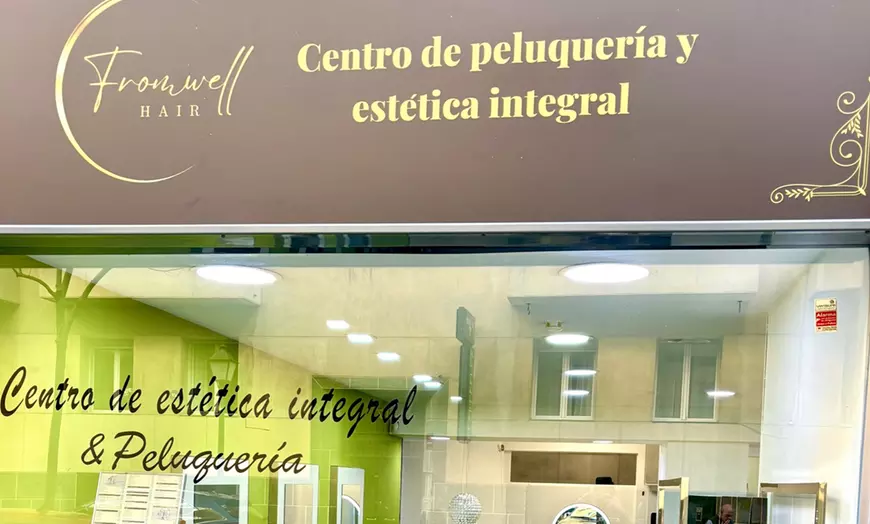 Fromwell
HAIR
Centro de peluquería y
estética integral
Centro de estética integral
& Peluquería